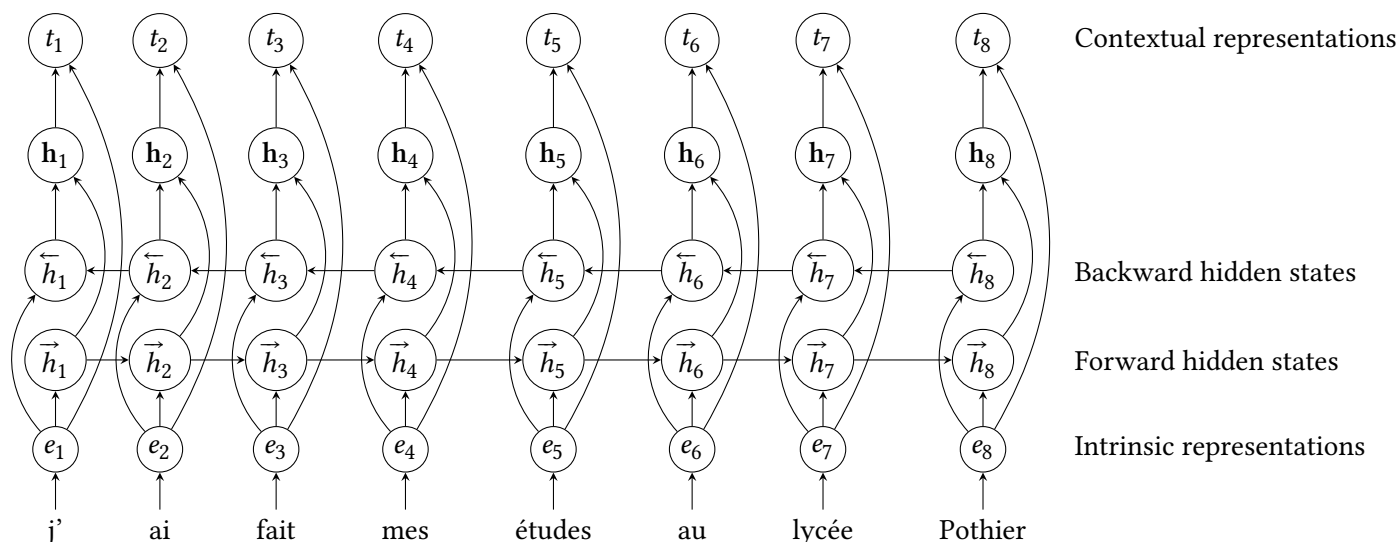 t₁ t₂ t₃ t₄ t₅ t₆ t₇ t₈ Contextual representations
𝐡₁ 𝐡₂ 𝐡₃ 𝐡₄ 𝐡₅ 𝐡₆ 𝐡₇ 𝐡₈
←h₁ ←h₂ ←h₃ ←h₄ ←h₅ ←h₆ ←h₇ ←h₈ Backward hidden states
→h₁ →h₂ →h₃ →h₄ →h₅ →h₆ →h₇ →h₈ Forward hidden states
e₁ e₂ e₃ e₄ e₅ e₆ e₇ e₈ Intrinsic representations
j' ai fait mes études au lycée Pothier